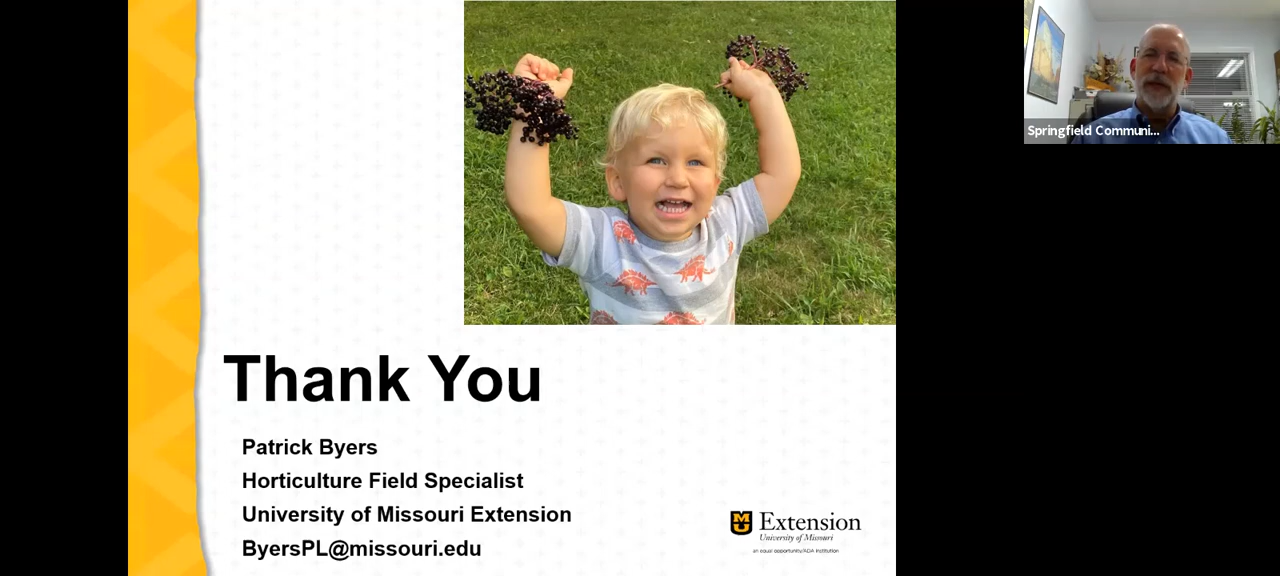 Springfield Communi...
Thank You
Patrick Byers
Horticulture Field Specialist
University of Missouri Extension
ByersPL@missouri.edu
Extension
University of Missouri
an equal opportunity/ADA institution